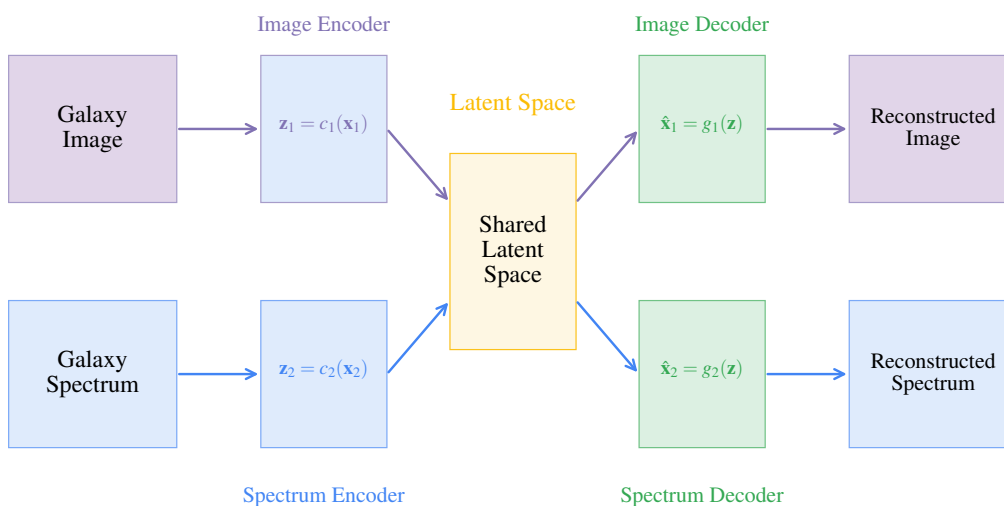 Image Encoder
Image Decoder
Galaxy
Image
𝐳₁ = c₁(𝐱₁)
Latent Space
𝐱̂₁ = g₁(𝐳)
Reconstructed
Image
Shared
Latent
Space
Galaxy
Spectrum
𝐳₂ = c₂(𝐱₂)
𝐱̂₂ = g₂(𝐳)
Reconstructed
Spectrum
Spectrum Encoder
Spectrum Decoder